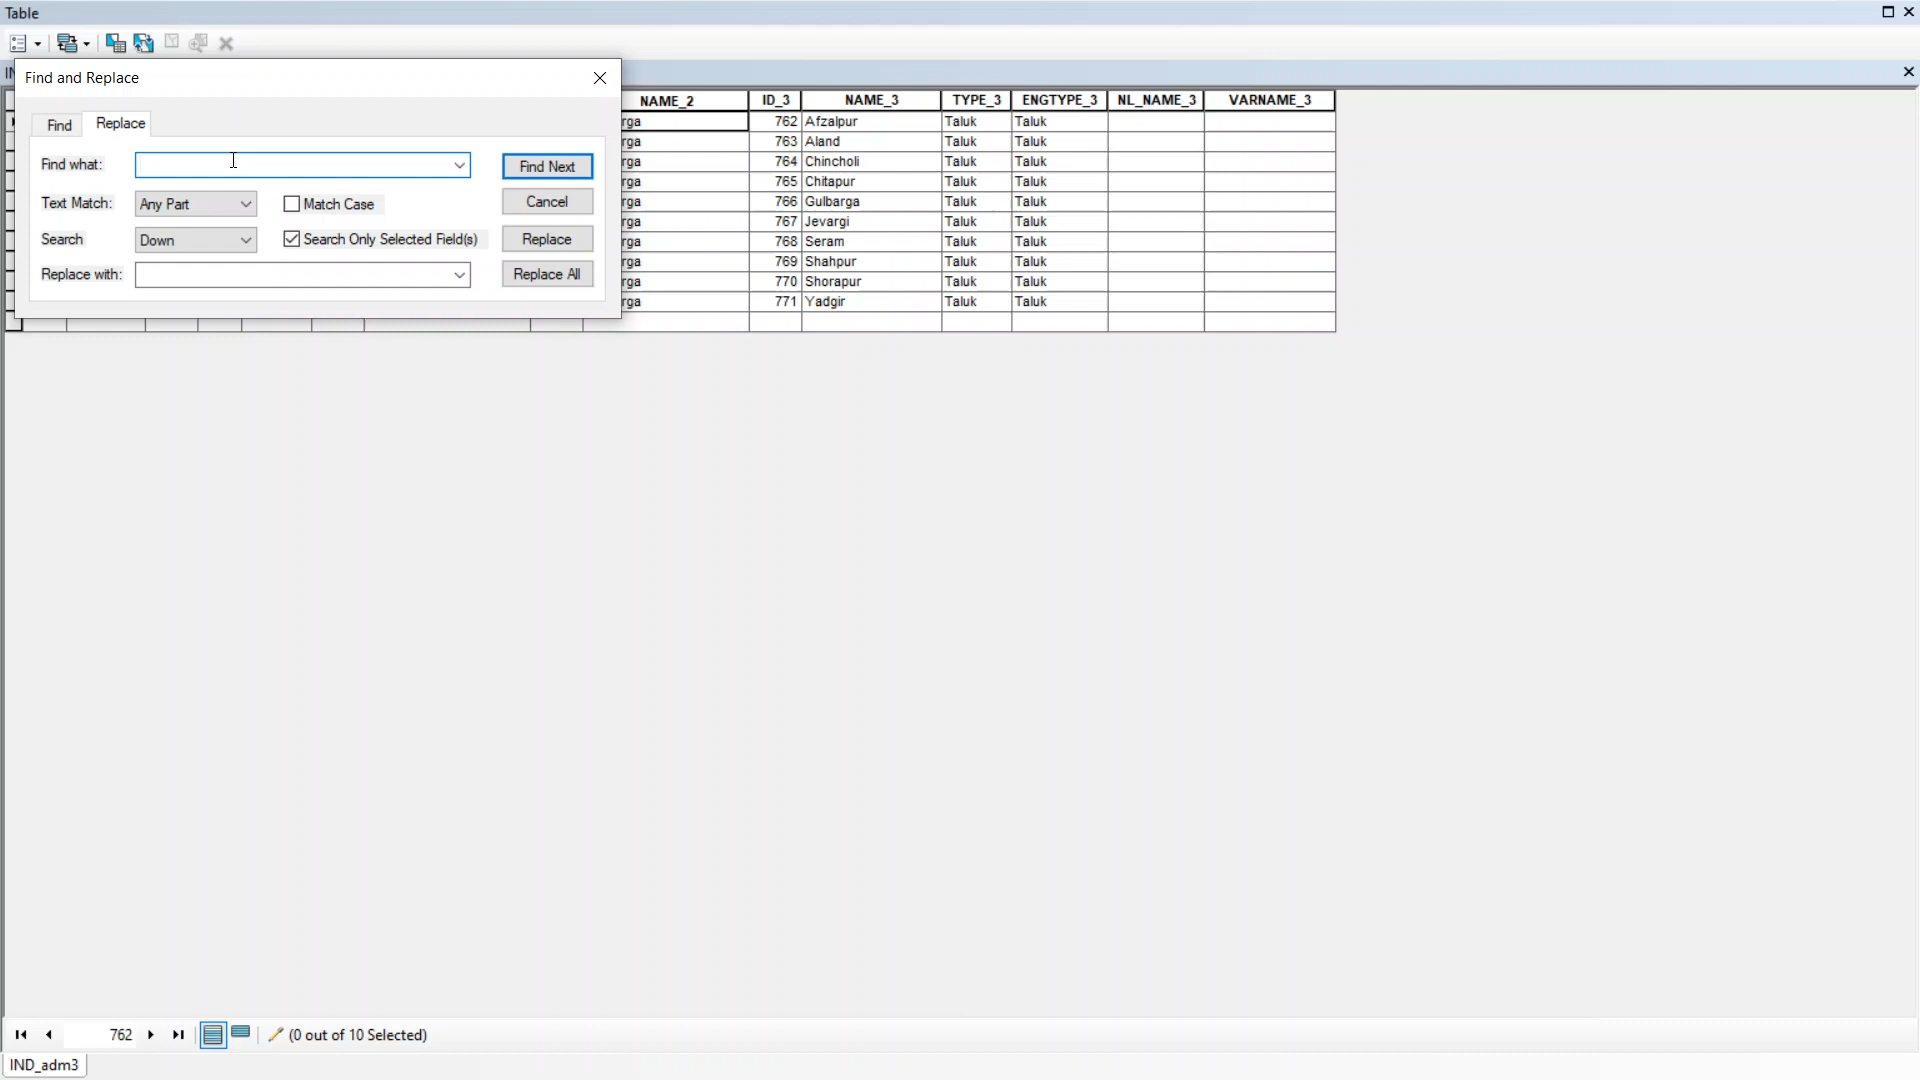 Table
IN
Find and Replace
Find
Replace
Find what:
Find Next
Text Match: Any Part
Match Case
Cancel
Search Down
Search Only Selected Field(s)
Replace
Replace with:
Replace All
NAME_2 ID_3 NAME_3 TYPE_3 ENGTYPE_3 NL_NAME_3 VARNAME_3
rga 762 Afzalpur Taluk Taluk
rga 763 Aland Taluk Taluk
rga 764 Chincholi Taluk Taluk
rga 765 Chitapur Taluk Taluk
rga 766 Gulbarga Taluk Taluk
rga 767 Jevargi Taluk Taluk
rga 768 Seram Taluk Taluk
rga 769 Shahpur Taluk Taluk
rga 770 Shorapur Taluk Taluk
rga 771 Yadgir Taluk Taluk
762
(0 out of 10 Selected)
IND_adm3